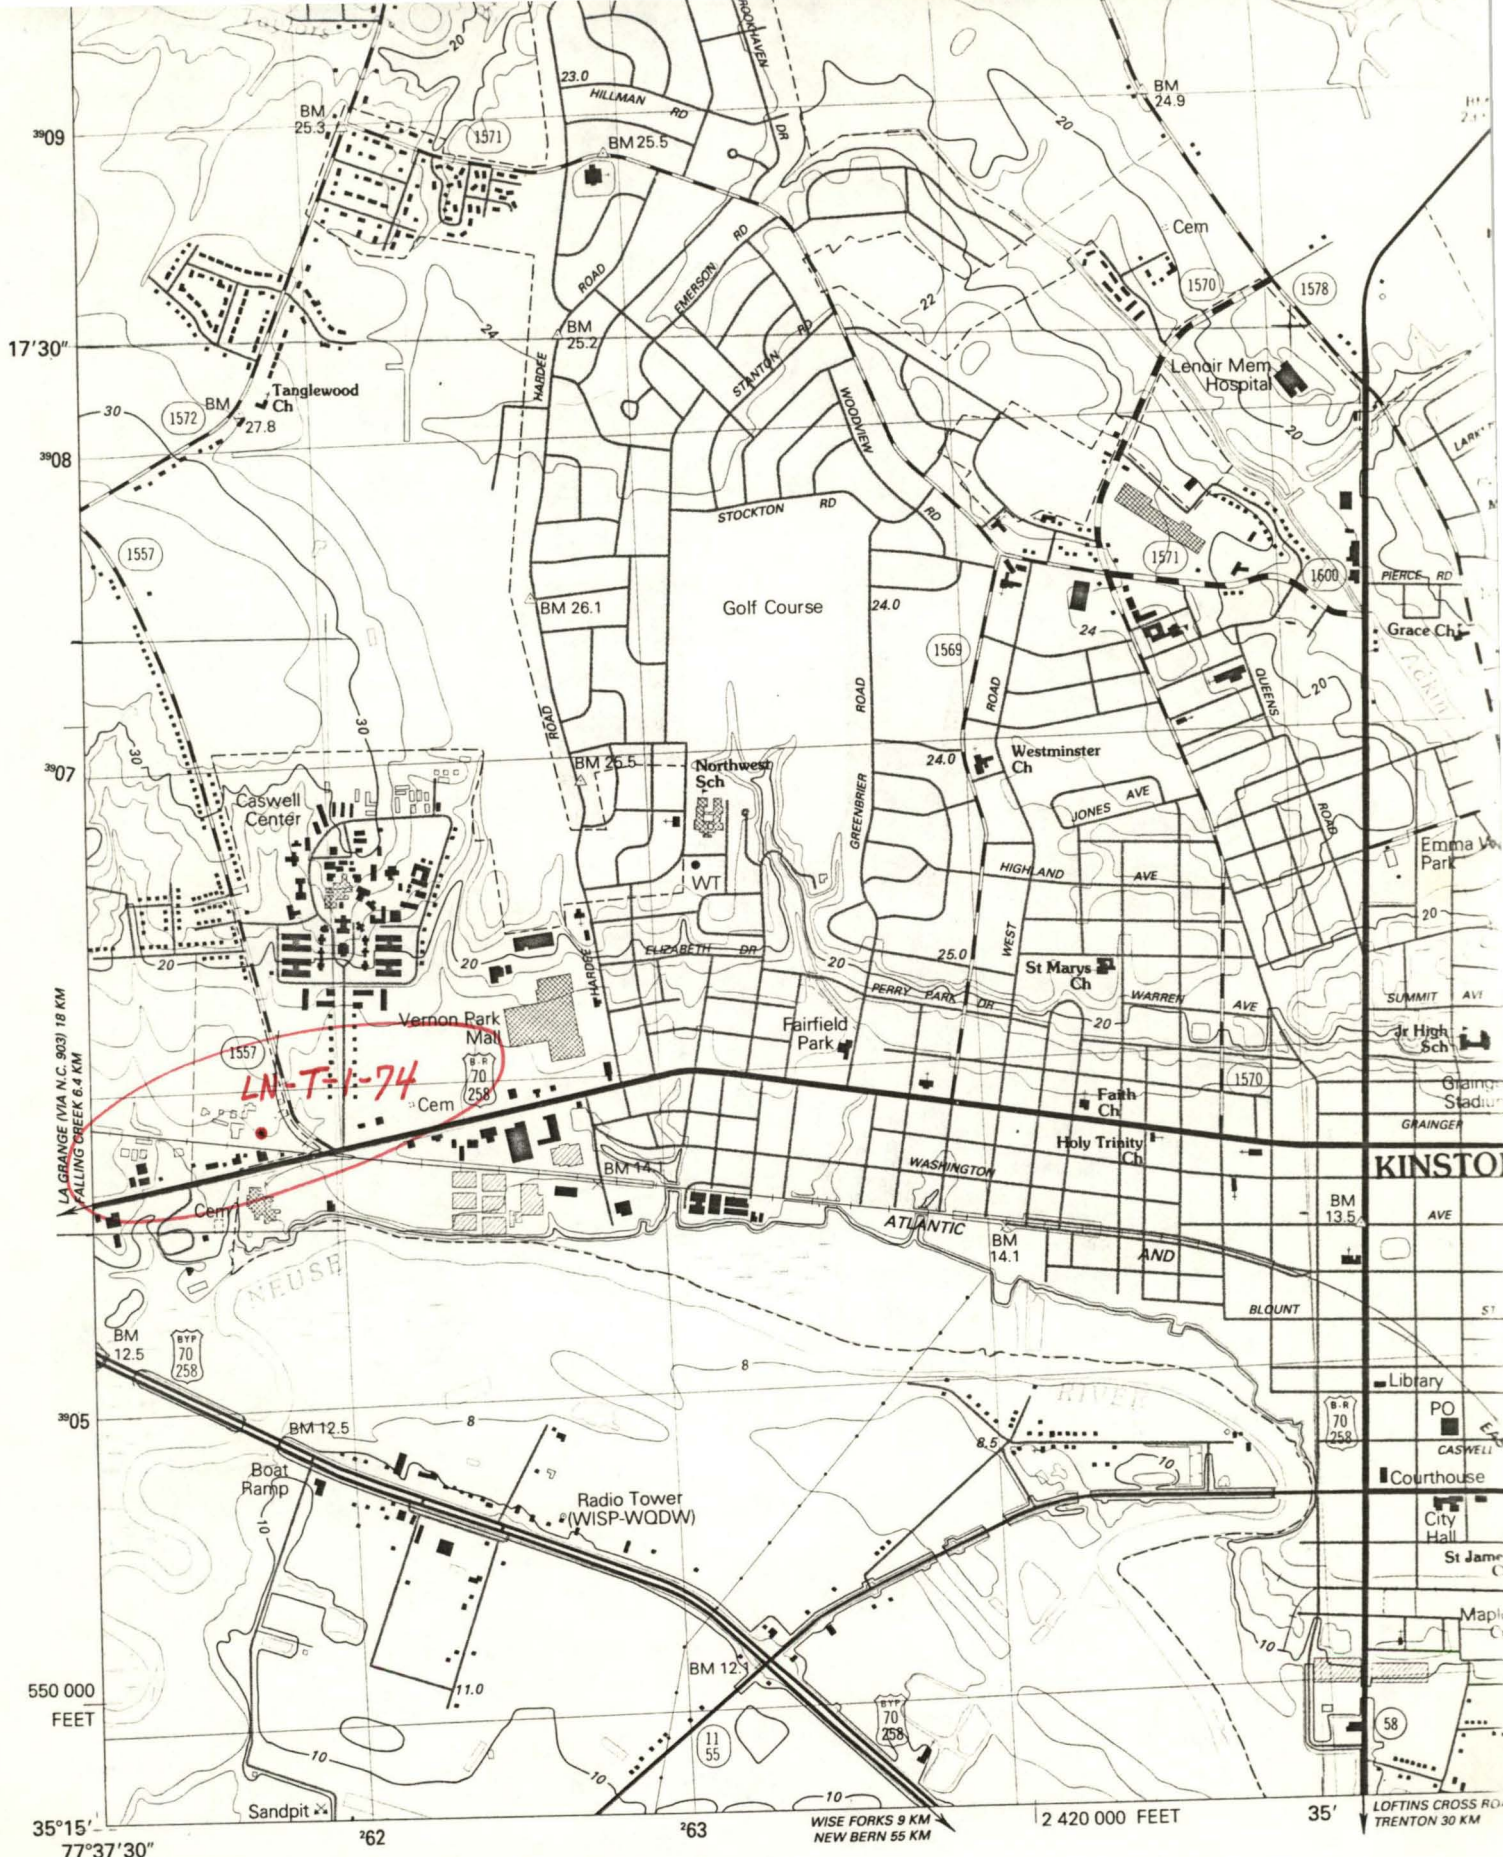 20
ROOKHAVEN
23.0
HILLMAN RD
DR
BM
24.9
20
BM
25.3
3909
1571
BM 25.5
Cem
RD
ROAD
EMERSON
1570
1578
22
24
BM
25.2
RD
17'30"
STANTON
HARDEE
Lenoir Mem
Hospital
Tanglewood
Ch
WOODVIEW
30
1572
BM
27.8
20
3908
STOCKTON RD
RD
1557
1571
1600
PIERCE RD
BM 26.1
Golf Course
24.0
24
Grace Ch
1569
QUEENS
20
ROAD
ROAD
ROAD
30
30
3907
BM 25.5
Northwest
Sch
24.0
Westminster
Ch
Caswell
Center
JONES AVE
ROAD
GREENBRIER
Emma
Park
WT
HIGHLAND AVE
20
20
20
HARDEE
ELIZABETH DR
20
25.0
WEST
St Marys
Ch
PERRY PARK DR
WARREN AVE
SUMMIT AVE
20
Vernon Park
Mall
Fairfield
Park
Jr High
Sch
LA GRANGE (VIA N.C. 903) 18 KM
FALLING CREEK 6.4 KM
1557
LN-T-1-74
B-R
70
258
Cem
1570
Faith
Ch
GRAINGER
Holy Trinity
Ch
KINSTO
BM 14.1
WASHINGTON
Cem
BM
13.5
AVE
ATLANTIC
AND
BM
14.1
NEUSE
BLOUNT
ST
BM
12.5
BYP
70
258
8
RIVER
Library
3905
BM 12.5
8
8.5
B-R
70
258
PO
CASWELL
10
Boat
Ramp
Courthouse
Radio Tower
(WISP-WQDW)
City
Hall
10
St Jame
10
BM 12.1
11.0
550 000
FEET
BYP
70
258
58
11
55
10
10
10
Sandpit
35°15'
77°37'30"
262
263
WISE FORKS 9 KM
NEW BERN 55 KM
2 420 000 FEET
35'
LOFTINS CROSS RO
TRENTON 30 KM